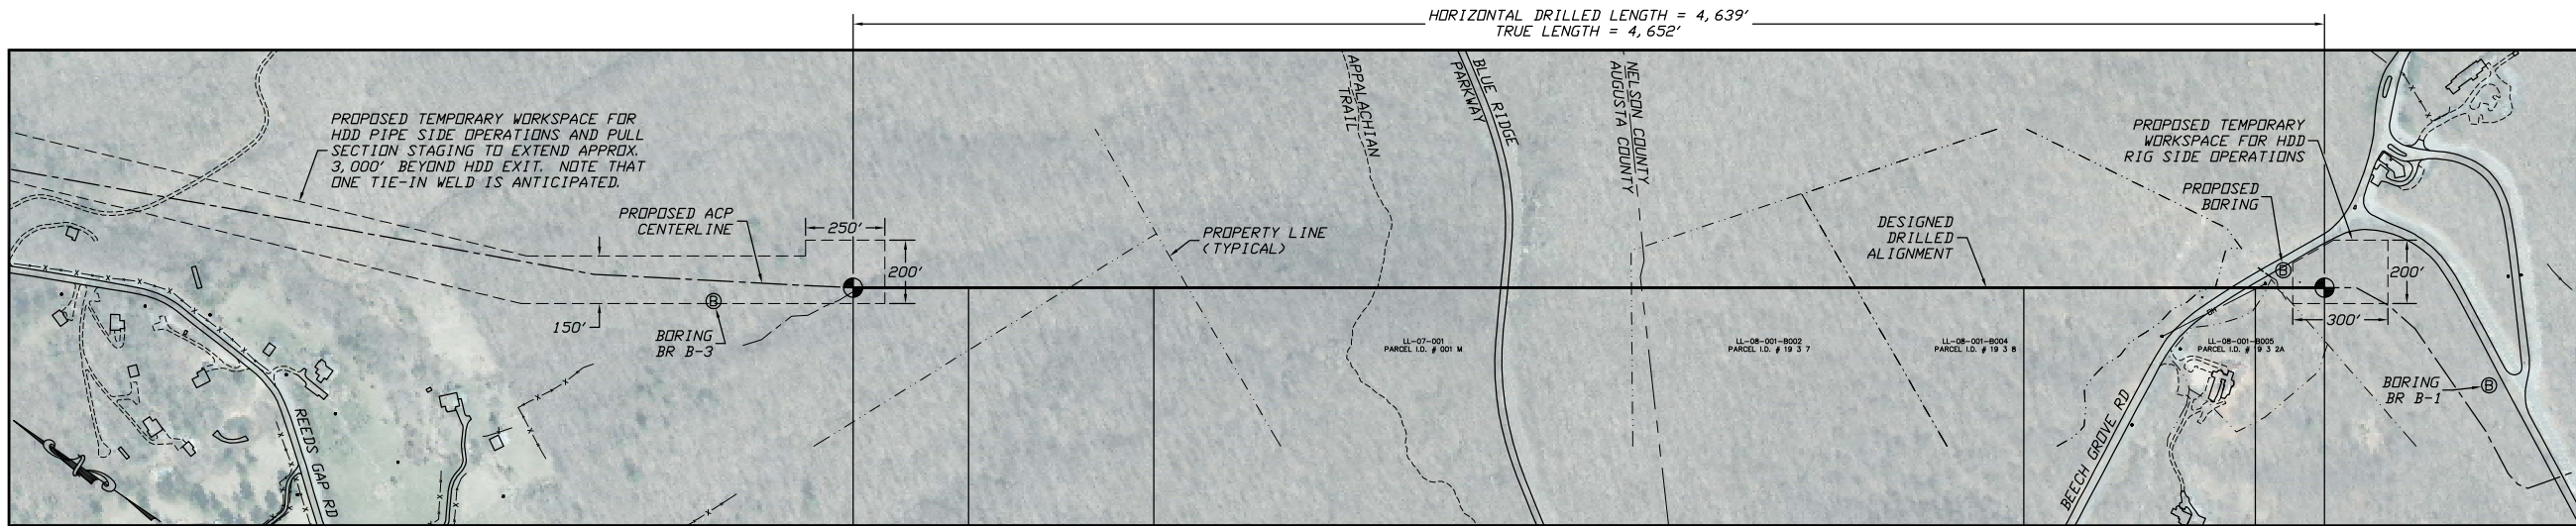 HORIZONTAL DRILLED LENGTH = 4,639'
TRUE LENGTH = 4,652'
PROPOSED TEMPORARY WORKSPACE FOR
HDD PIPE SIDE OPERATIONS AND PULL
SECTION STAGING TO EXTEND APPROX.
3,000' BEYOND HDD EXIT. NOTE THAT
ONE TIE-IN WELD IS ANTICIPATED.
PROPOSED ACP
CENTERLINE
250'
200'
150'
B
BORING
BR B-3
REEDS GAP RD
PROPERTY LINE
(TYPICAL)
APPALACHIAN
TRAIL
BLUE RIDGE
PARKWAY
NELSON COUNTY
AUGUSTA COUNTY
DESIGNED
DRILLED
ALIGNMENT
PROPOSED TEMPORARY
WORKSPACE FOR HDD
RIG SIDE OPERATIONS
PROPOSED
BORING
B
200'
300'
LL-07-001
PARCEL I.D. # 001 M
LL-08-001-B002
PARCEL I.D. # 19 3 7
LL-08-001-B004
PARCEL I.D. # 19 3 8
LL-08-001-B005
PARCEL I.D. # 19 3 2A
BEECH GROVE RD
BORING
BR B-1
B